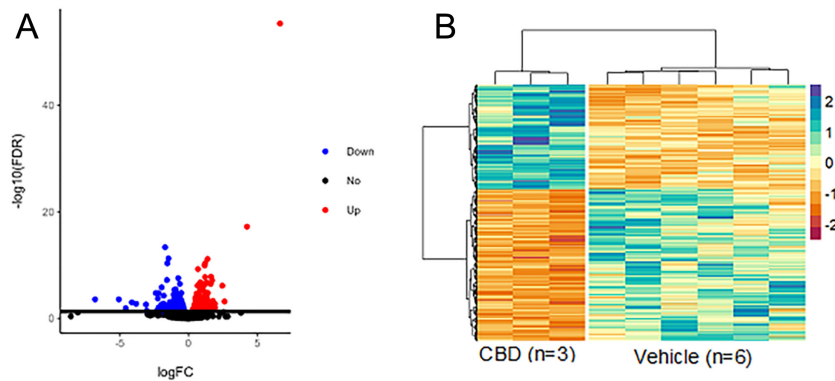 A
B
-log10(FDR)
40
20
0
-5
0
5
logFC
Down
No
Up
2
1
0
-1
-2
CBD (n=3)
Vehicle (n=6)